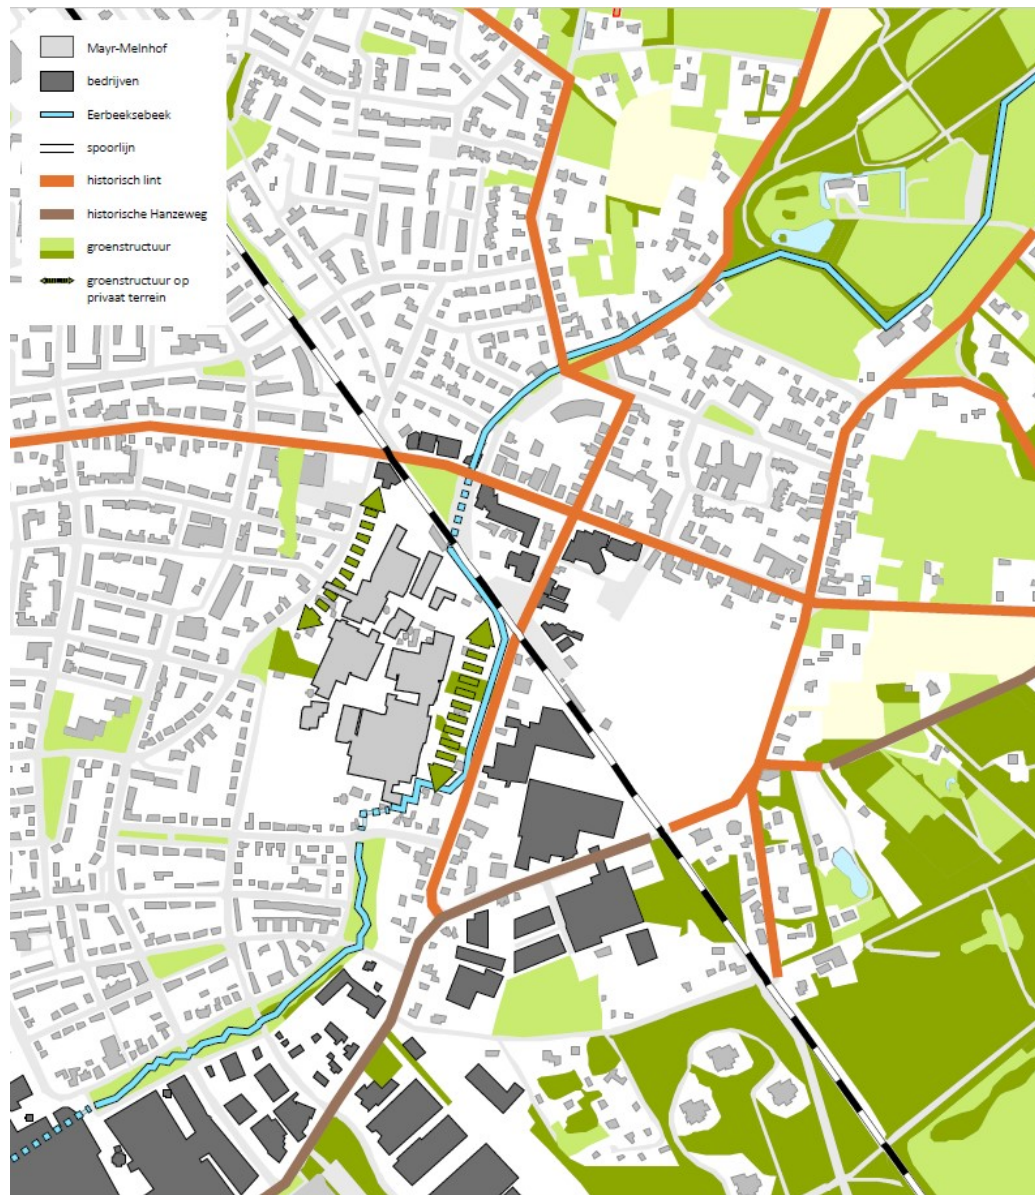 Mayr-Melnhof
bedrijven
Eerbeeksebeek
spoorlijn
historisch lint
historische Hanzeweg
groenstructuur
groenstructuur op
privaat terrein